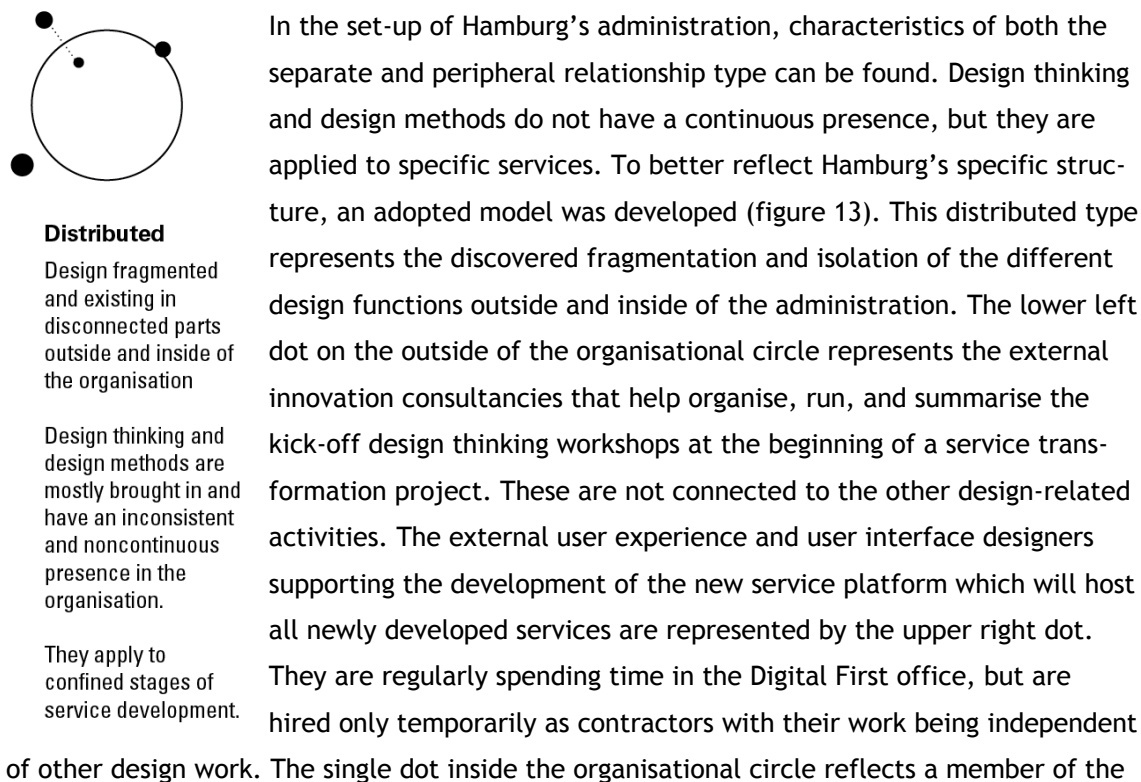 In the set-up of Hamburg’s administration, characteristics of both the
separate and peripheral relationship type can be found. Design thinking
and design methods do not have a continuous presence, but they are
applied to specific services. To better reflect Hamburg’s specific struc-
ture, an adopted model was developed (figure 13). This distributed type
represents the discovered fragmentation and isolation of the different
design functions outside and inside of the administration. The lower left
dot on the outside of the organisational circle represents the external
innovation consultancies that help organise, run, and summarise the
kick-off design thinking workshops at the beginning of a service trans-
formation project. These are not connected to the other design-related
activities. The external user experience and user interface designers
supporting the development of the new service platform which will host
all newly developed services are represented by the upper right dot.
They are regularly spending time in the Digital First office, but are
hired only temporarily as contractors with their work being independent
of other design work. The single dot inside the organisational circle reflects a member of the
Distributed
Design fragmented
and existing in
disconnected parts
outside and inside of
the organisation
Design thinking and
design methods are
mostly brought in and
have an inconsistent
and noncontinuous
presence in the
organisation.
They apply to
confined stages of
service development.